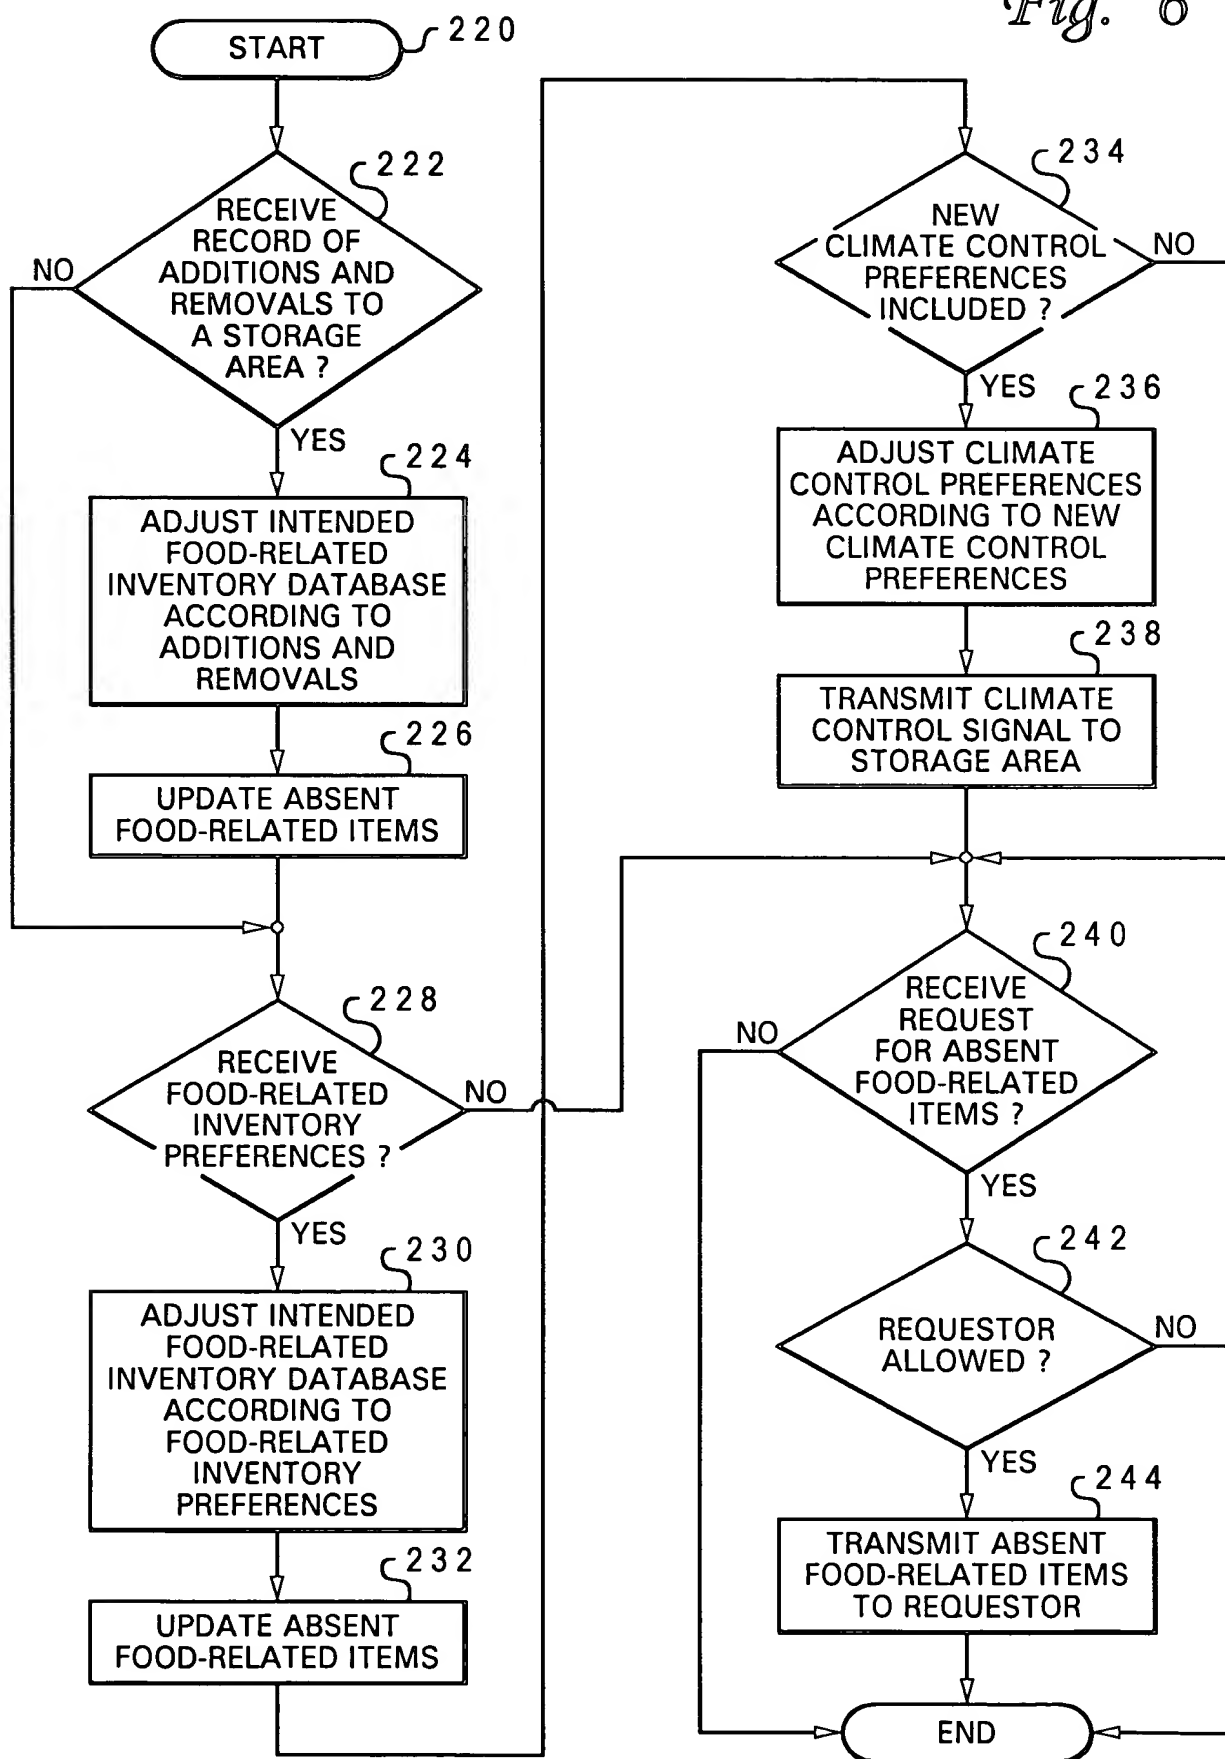 Fig. 6
START
220
222
RECEIVE
RECORD OF
ADDITIONS AND
REMOVALS TO
A STORAGE
AREA ?
NO
YES
224
ADJUST INTENDED
FOOD-RELATED
INVENTORY DATABASE
ACCORDING TO
ADDITIONS AND
REMOVALS
226
UPDATE ABSENT
FOOD-RELATED ITEMS
228
RECEIVE
FOOD-RELATED
INVENTORY
PREFERENCES ?
NO
YES
230
ADJUST INTENDED
FOOD-RELATED
INVENTORY DATABASE
ACCORDING TO
FOOD-RELATED
INVENTORY
PREFERENCES
232
UPDATE ABSENT
FOOD-RELATED ITEMS
234
NEW
CLIMATE CONTROL
PREFERENCES
INCLUDED ?
NO
YES
236
ADJUST CLIMATE
CONTROL PREFERENCES
ACCORDING TO NEW
CLIMATE CONTROL
PREFERENCES
238
TRANSMIT CLIMATE
CONTROL SIGNAL TO
STORAGE AREA
240
RECEIVE
REQUEST
FOR ABSENT
FOOD-RELATED
ITEMS ?
NO
YES
242
REQUESTOR
ALLOWED ?
NO
YES
244
TRANSMIT ABSENT
FOOD-RELATED ITEMS
TO REQUESTOR
END